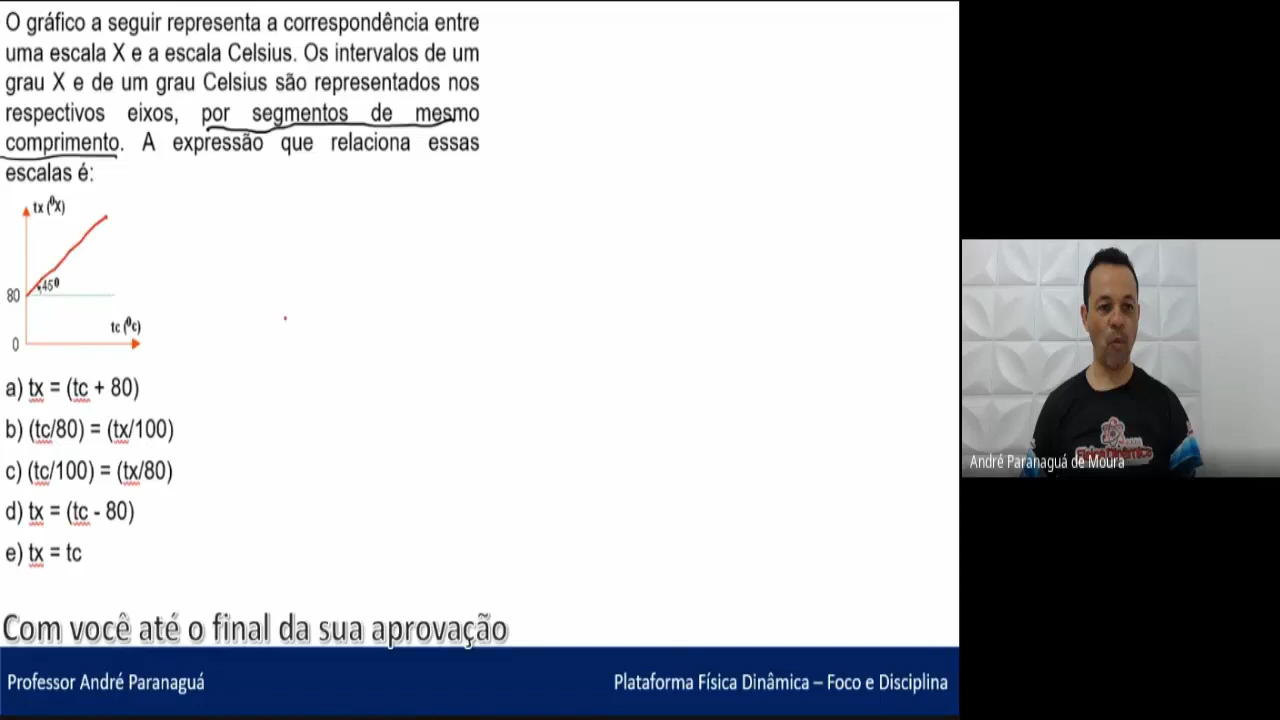 O gráfico a seguir representa a correspondência entre
uma escala X e a escala Celsius. Os intervalos de um
grau X e de um grau Celsius são representados nos
respectivos eixos, por segmentos de mesmo
comprimento. A expressão que relaciona essas
escalas é:
tx (⁰X)
45⁰
80
tc (⁰c)
0
a) tx = (tc + 80)
b) (tc/80) = (tx/100)
c) (tc/100) = (tx/80)
d) tx = (tc - 80)
e) tx = tc
Com você até o final da sua aprovação
Professor André Paranaguá
Plataforma Física Dinâmica – Foco e Disciplina
Física Dinâmica
André Paranaguá de Moura